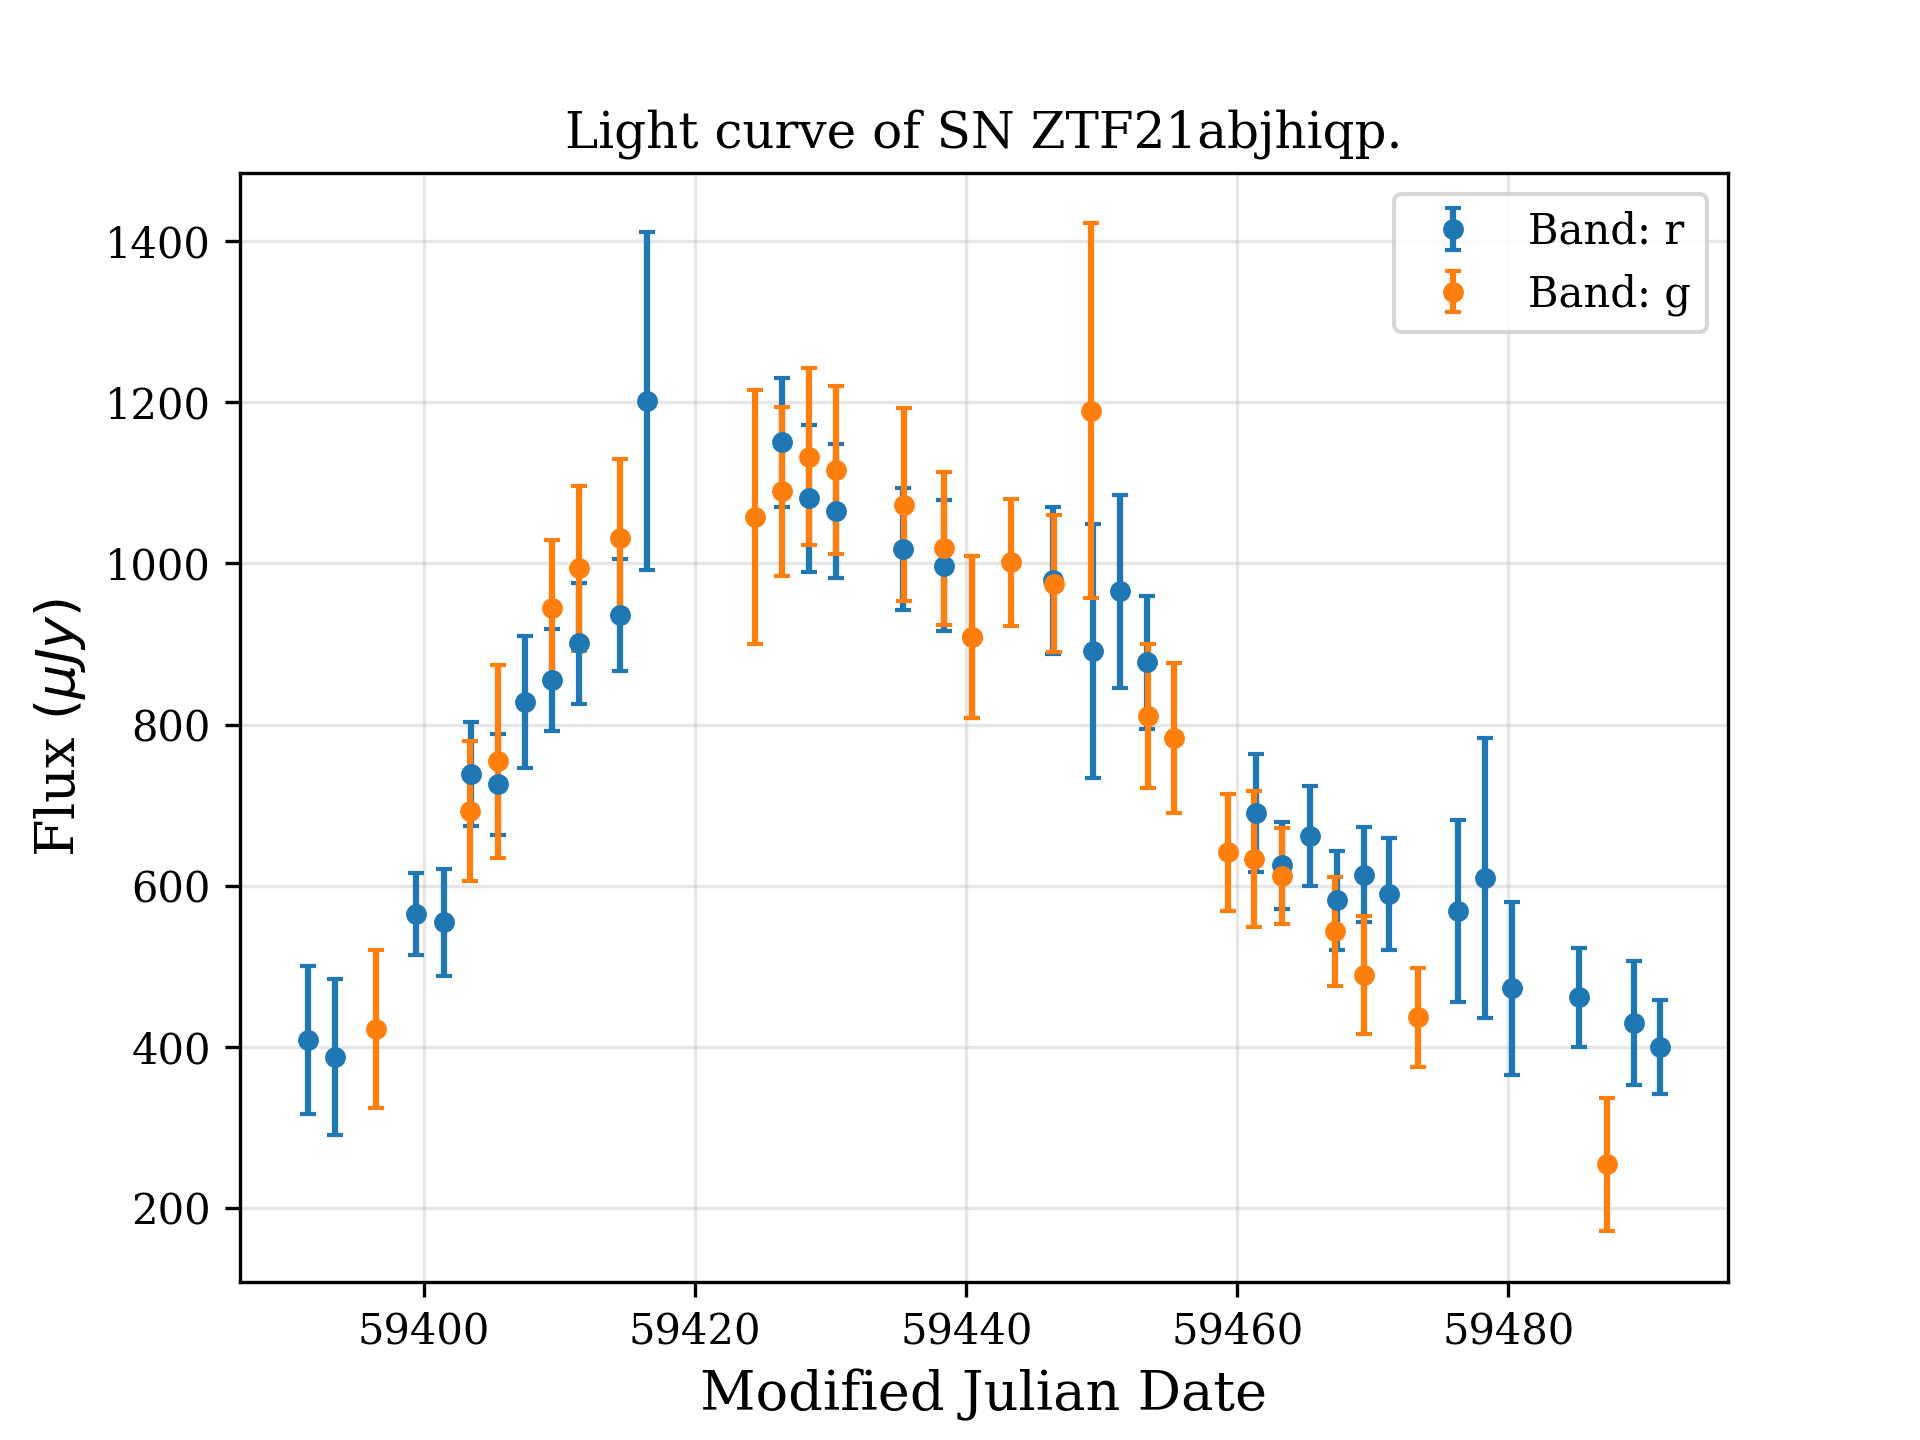 Light curve of SN ZTF21abjhiqp.
Band: r
Band: g
1400
1200
1000
800
600
400
200
Flux (μJy)
59400 59420 59440 59460 59480
Modified Julian Date